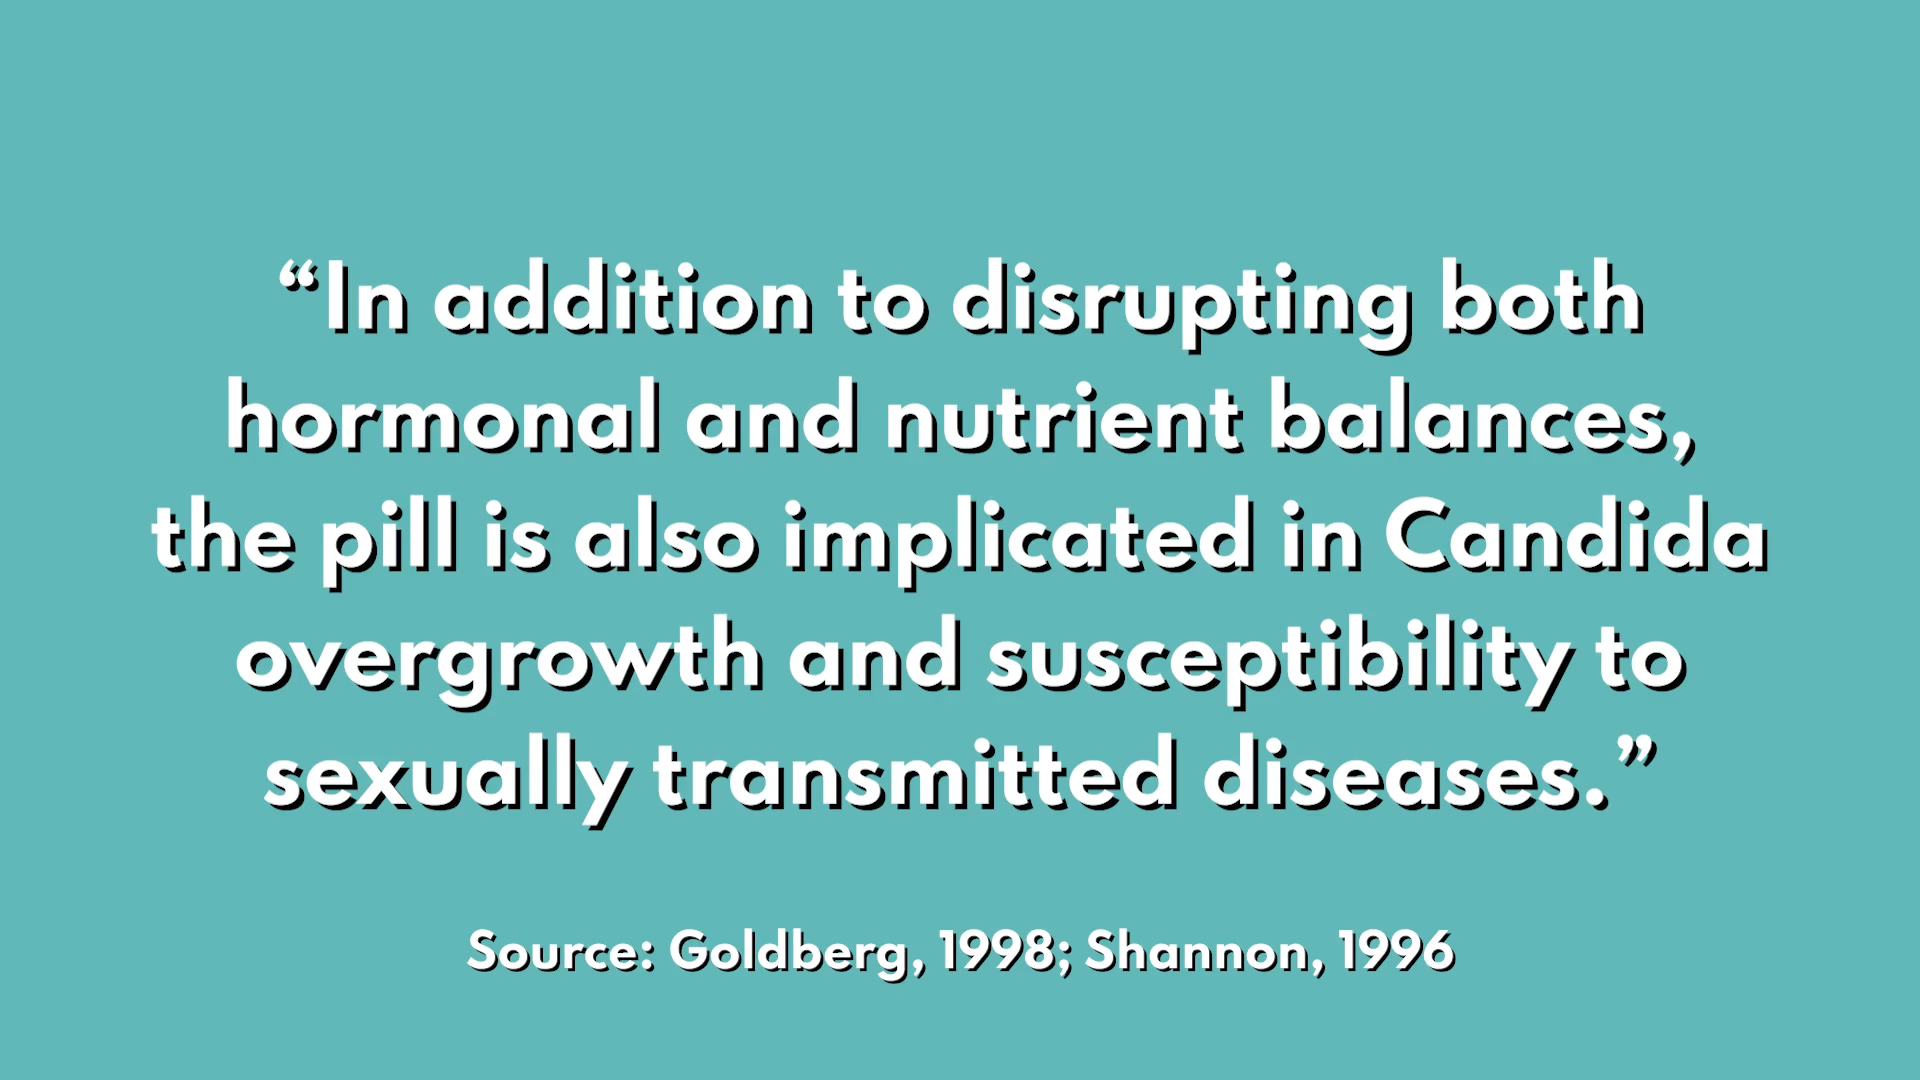 “In addition to disrupting both
hormonal and nutrient balances,
the pill is also implicated in Candida
overgrowth and susceptibility to
sexually transmitted diseases.”
Source: Goldberg, 1998; Shannon, 1996